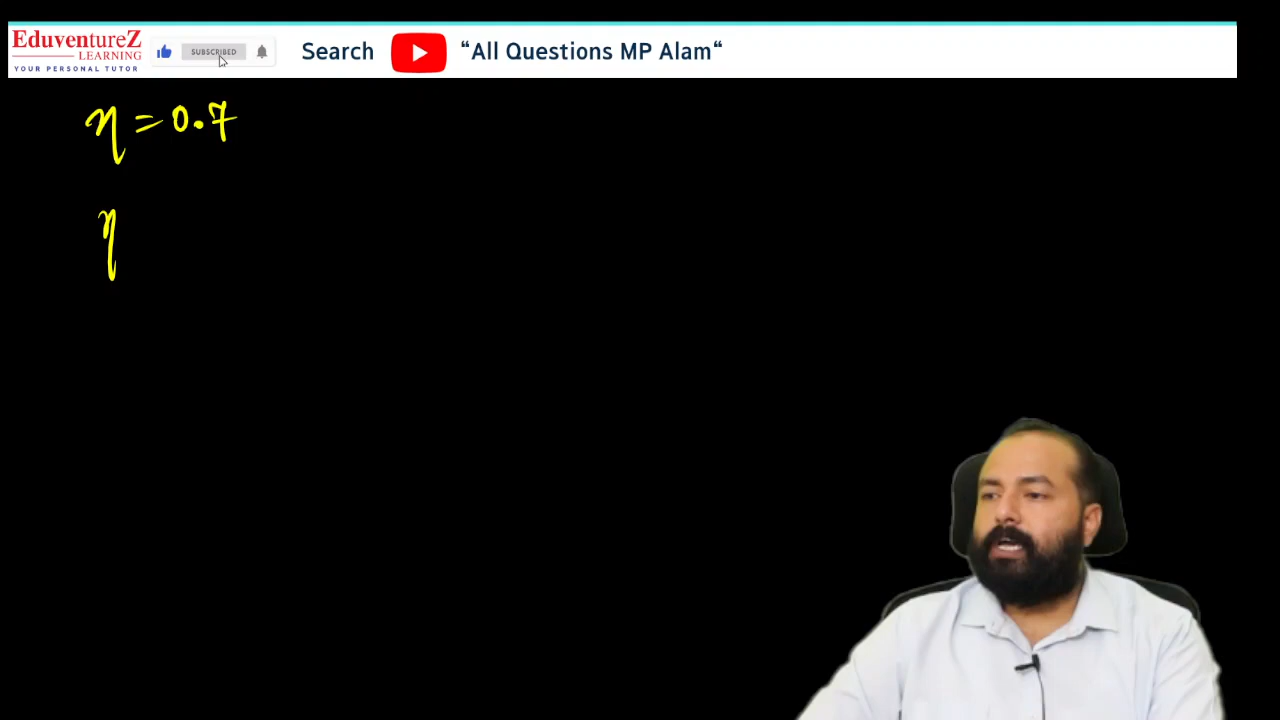 EduventureZ
LEARNING
YOUR PERSONAL TUTOR
SUBSCRIBED
Search
“All Questions MP Alam“
η = 0.7
η